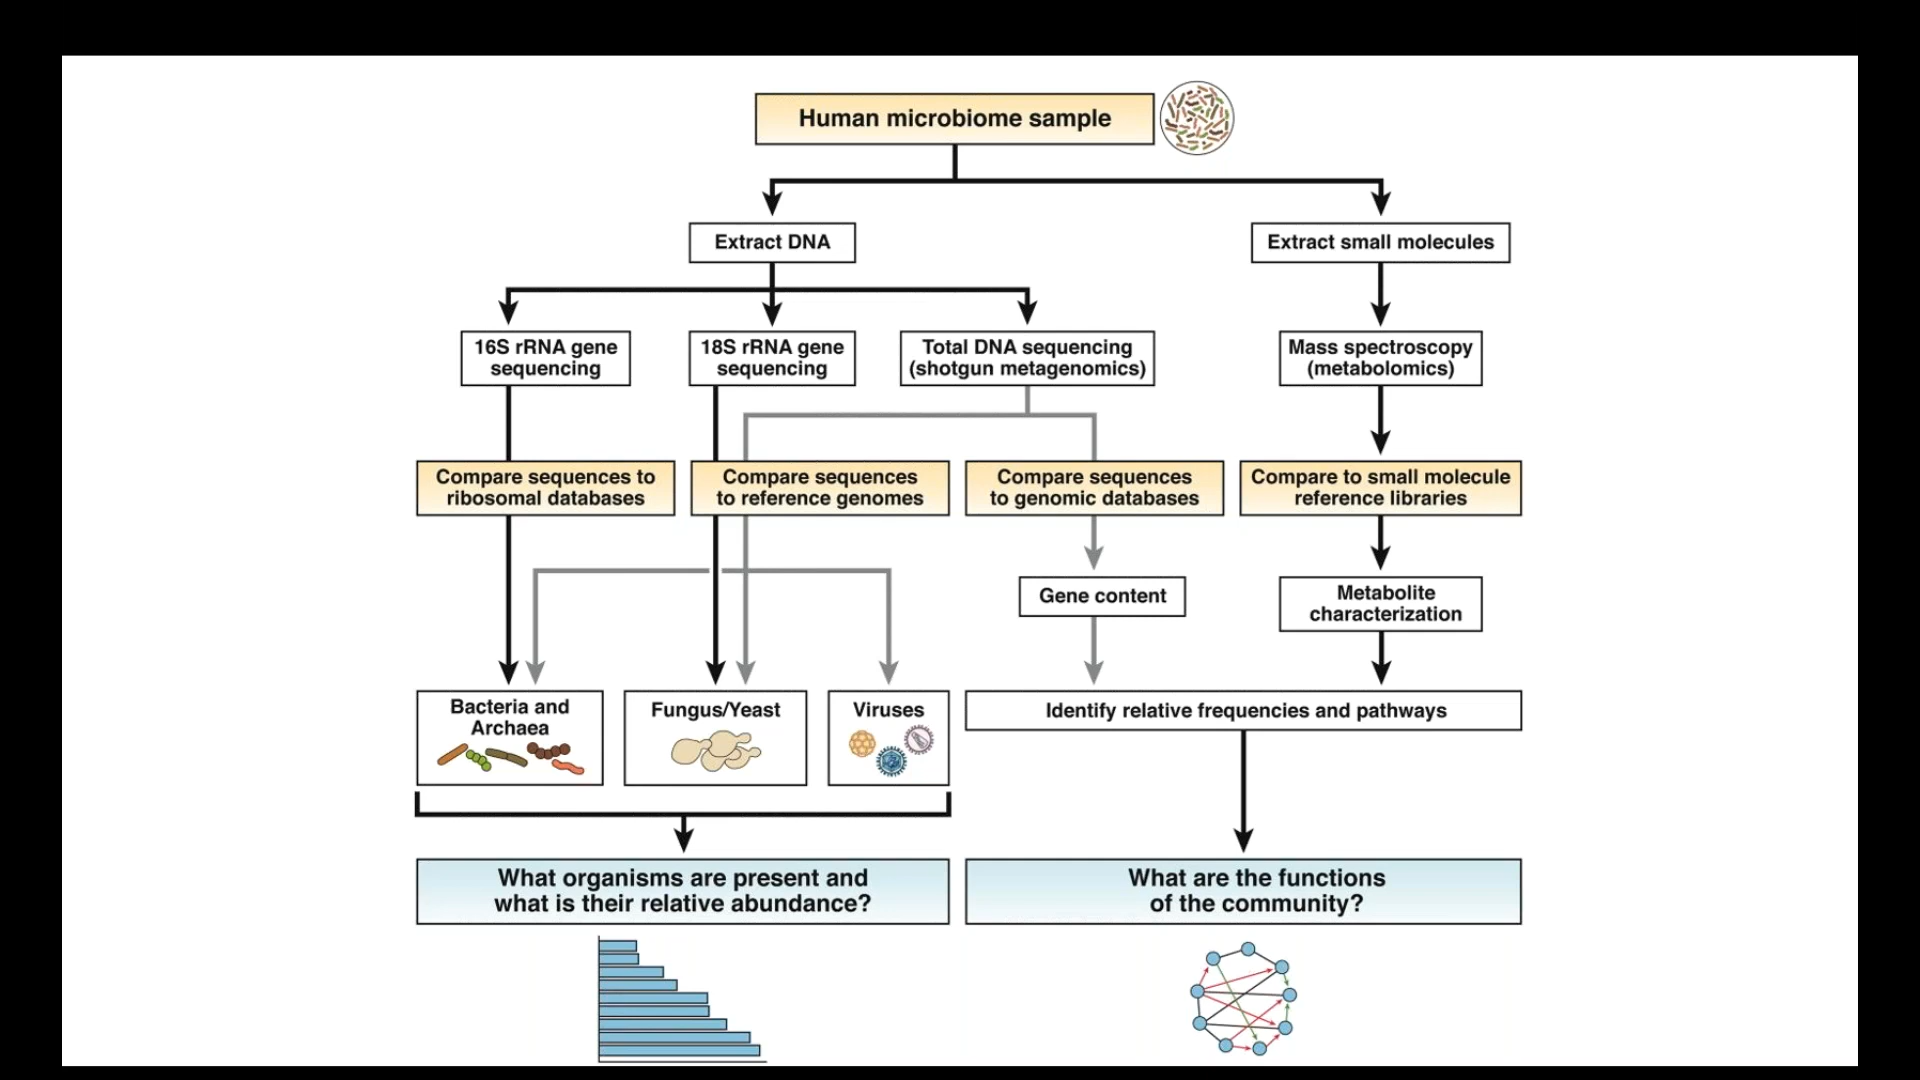 Human microbiome sample
Extract DNA
Extract small molecules
16S rRNA gene
sequencing
18S rRNA gene
sequencing
Total DNA sequencing
(shotgun metagenomics)
Mass spectroscopy
(metabolomics)
Compare sequences to
ribosomal databases
Compare sequences
to reference genomes
Compare sequences
to genomic databases
Compare to small molecule
reference libraries
Gene content
Metabolite
characterization
Bacteria and
Archaea
Fungus/Yeast
Viruses
Identify relative frequencies and pathways
What organisms are present and
what is their relative abundance?
What are the functions
of the community?